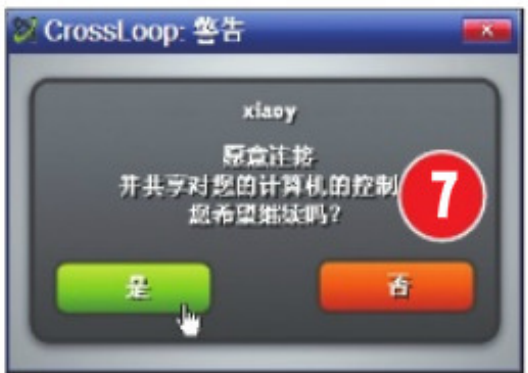 CrossLoop: 警告
xiaoy
愿意连接
并共享对您的计算机的控制
您希望继续吗?
7
是
否